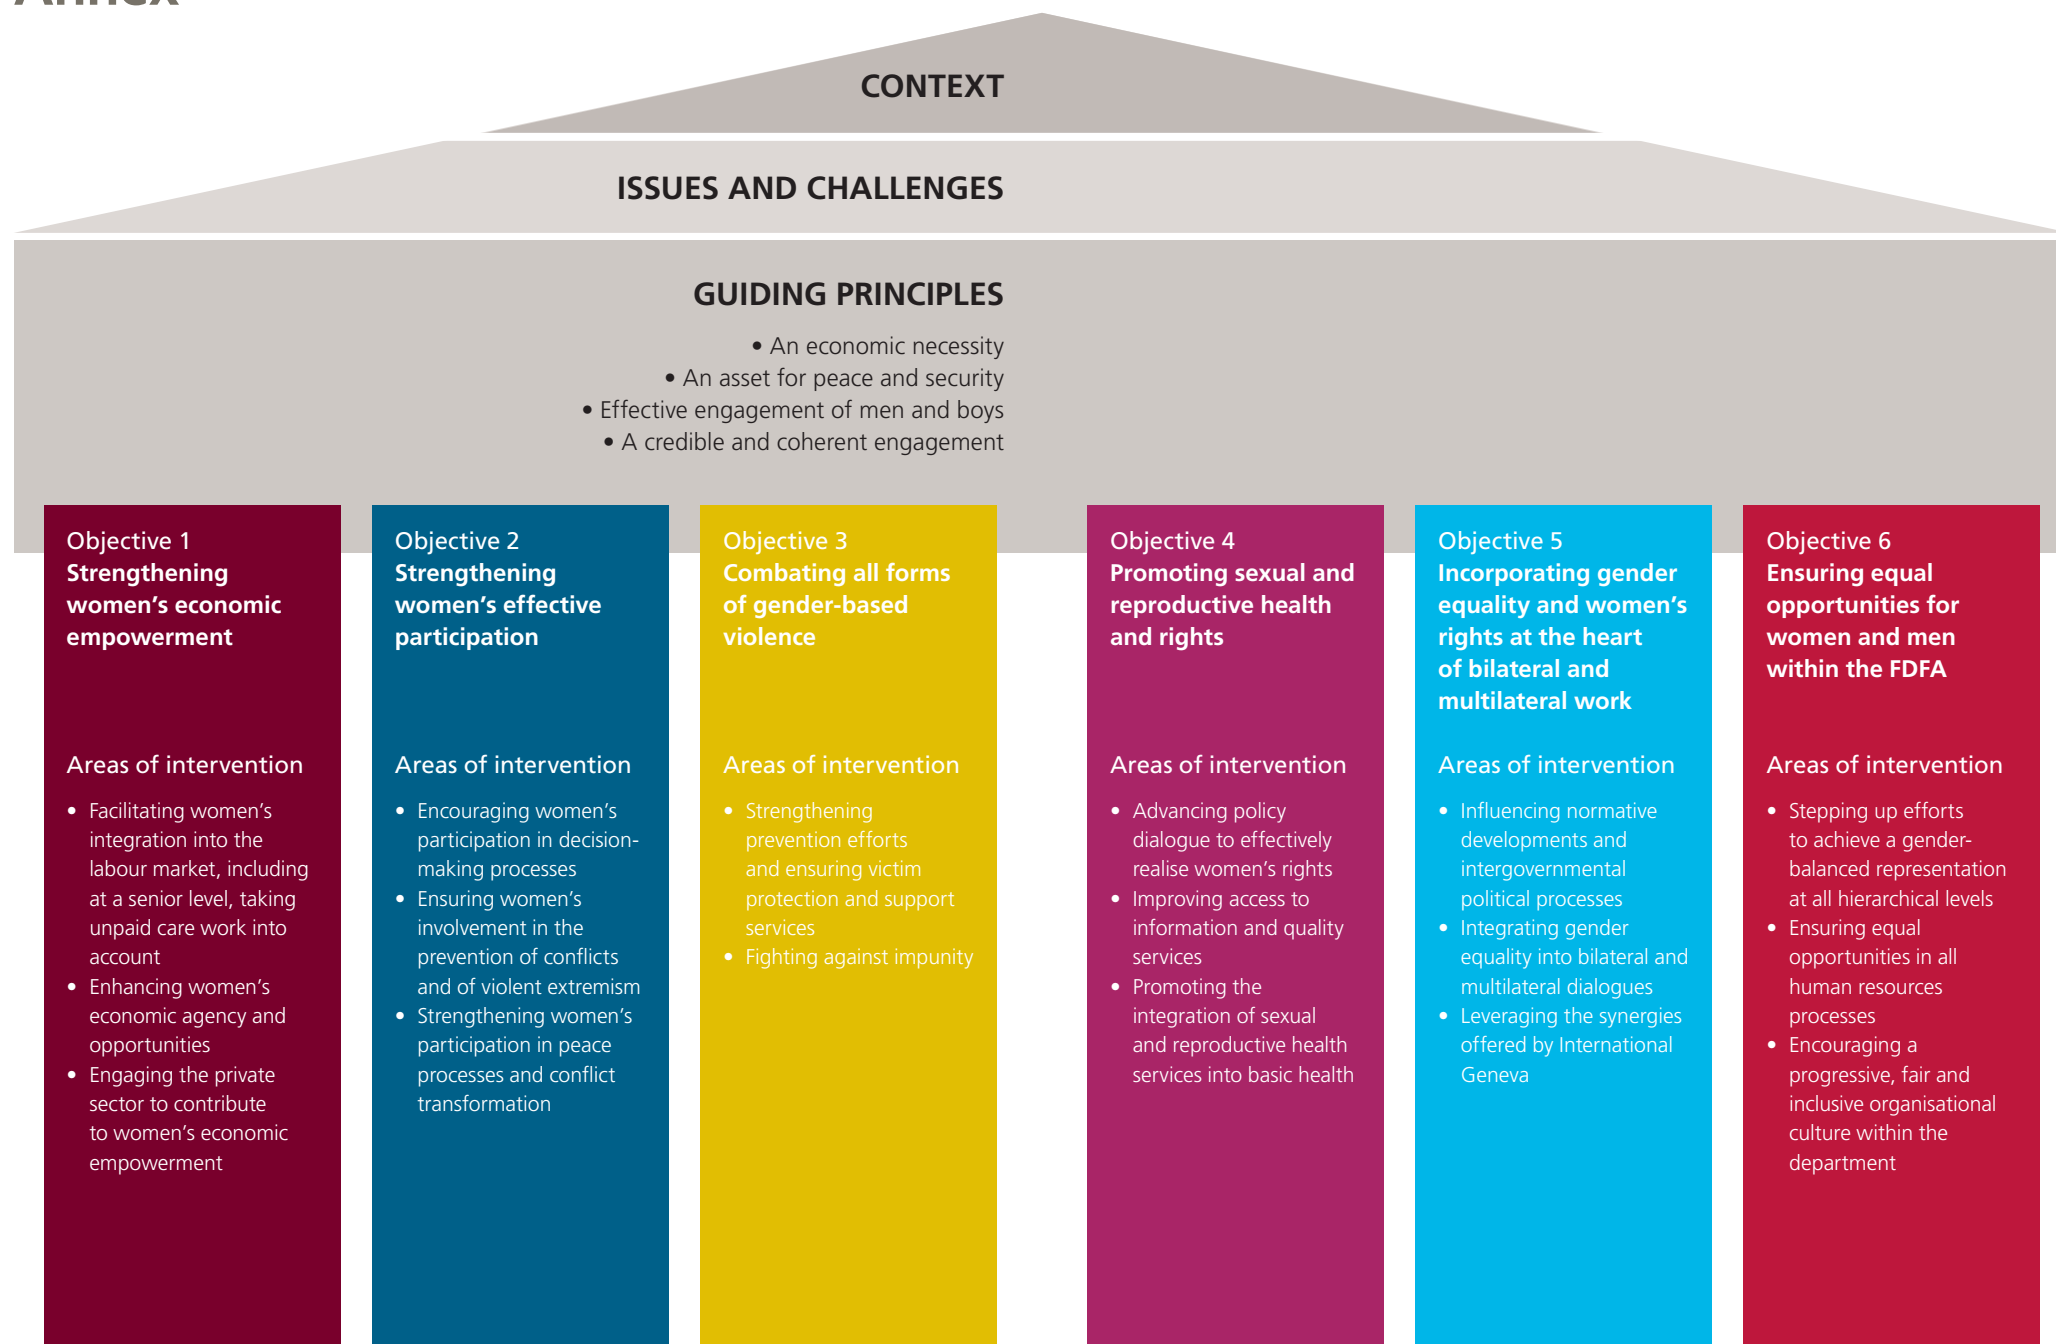 Annex
CONTEXT
ISSUES AND CHALLENGES
GUIDING PRINCIPLES
• An economic necessity
• An asset for peace and security
• Effective engagement of men and boys
• A credible and coherent engagement
Objective 1
Strengthening
women’s economic
empowerment
Areas of intervention
• Facilitating women’s
integration into the
labour market, including
at a senior level, taking
unpaid care work into
account
• Enhancing women’s
economic agency and
opportunities
• Engaging the private
sector to contribute
to women’s economic
empowerment
Objective 2
Strengthening
women’s effective
participation
Areas of intervention
• Encouraging women’s
participation in decision-
making processes
• Ensuring women’s
involvement in the
prevention of conflicts
and of violent extremism
• Strengthening women’s
participation in peace
processes and conflict
transformation
Objective 3
Combating all forms
of gender-based
violence
Areas of intervention
• Strengthening
prevention efforts
and ensuring victim
protection and support
services
• Fighting against impunity
Objective 4
Promoting sexual and
reproductive health
and rights
Areas of intervention
• Advancing policy
dialogue to effectively
realise women’s rights
• Improving access to
information and quality
services
• Promoting the
integration of sexual
and reproductive health
services into basic health
Objective 5
Incorporating gender
equality and women’s
rights at the heart
of bilateral and
multilateral work
Areas of intervention
• Influencing normative
developments and
intergovernmental
political processes
• Integrating gender
equality into bilateral and
multilateral dialogues
• Leveraging the synergies
offered by International
Geneva
Objective 6
Ensuring equal
opportunities for
women and men
within the FDFA
Areas of intervention
• Stepping up efforts
to achieve a gender-
balanced representation
at all hierarchical levels
• Ensuring equal
opportunities in all
human resources
processes
• Encouraging a
progressive, fair and
inclusive organisational
culture within the
department